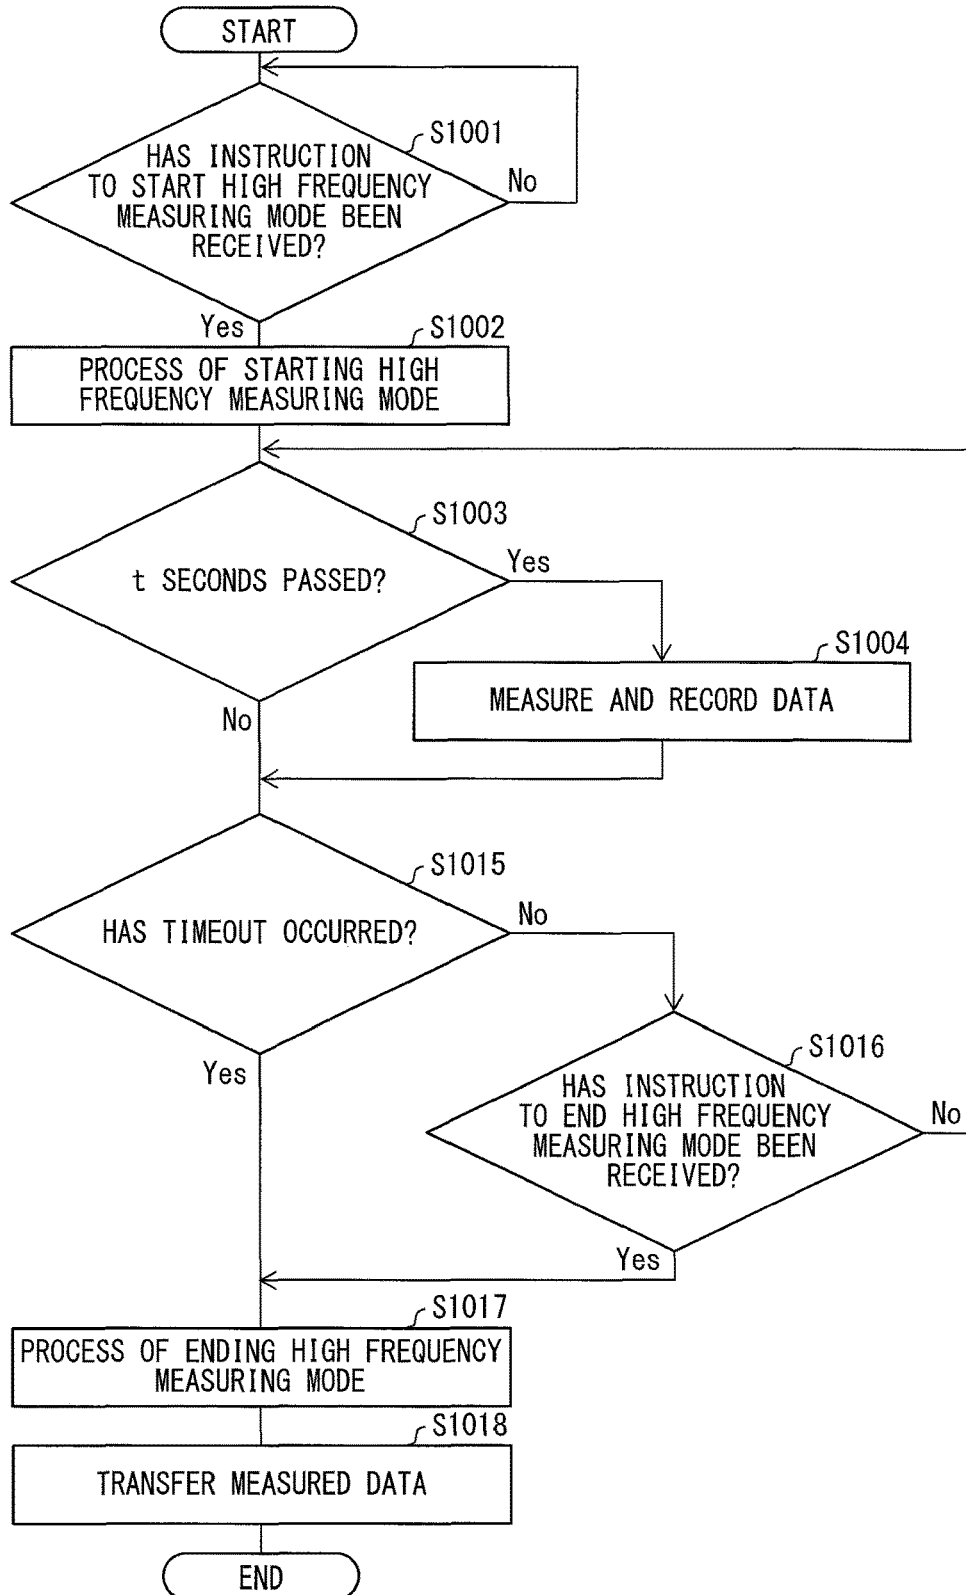 START
S1001
HAS INSTRUCTION
TO START HIGH FREQUENCY
MEASURING MODE BEEN
RECEIVED?
No
Yes
S1002
PROCESS OF STARTING HIGH
FREQUENCY MEASURING MODE
S1003
t SECONDS PASSED?
Yes
S1004
MEASURE AND RECORD DATA
No
S1015
HAS TIMEOUT OCCURRED?
No
Yes
S1016
HAS INSTRUCTION
TO END HIGH FREQUENCY
MEASURING MODE BEEN
RECEIVED?
No
Yes
S1017
PROCESS OF ENDING HIGH FREQUENCY
MEASURING MODE
S1018
TRANSFER MEASURED DATA
END